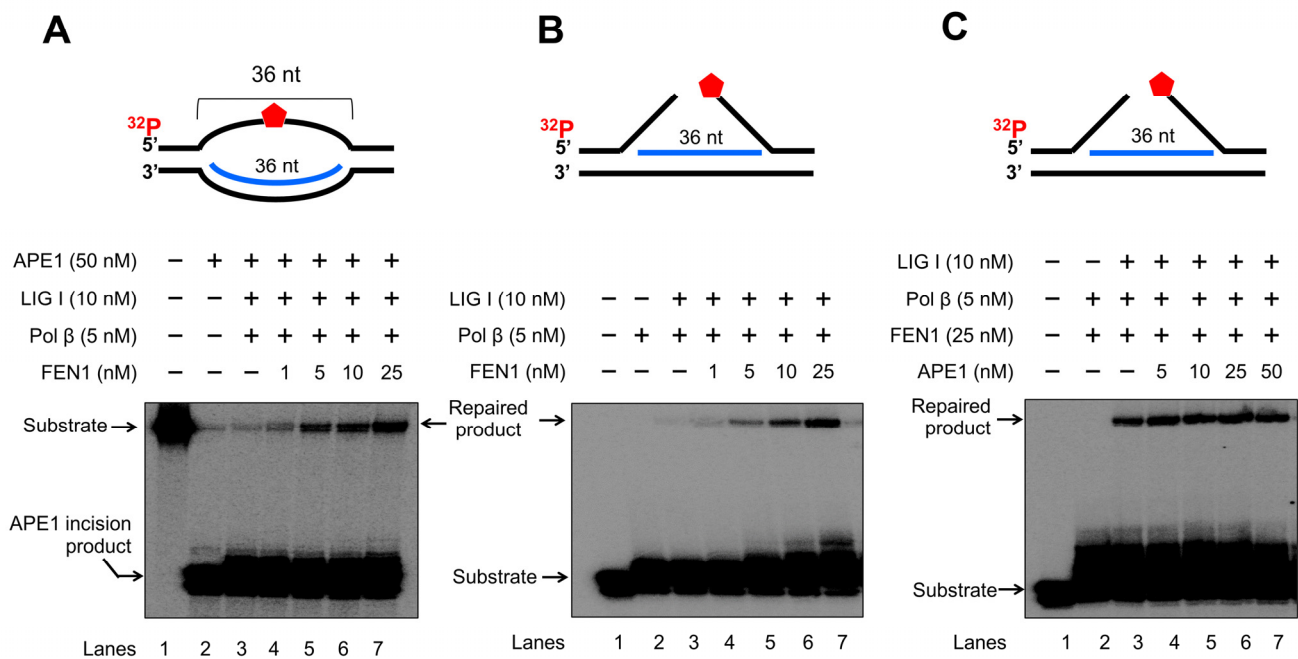 A
B
C
36 nt
32P
5’
36 nt
3’
32P
5’
36 nt
3’
32P
5’
36 nt
3’
APE1 (50 nM) – + + + + + +
LIG I (10 nM) – – + + + + +
Pol β (5 nM) – – + + + + +
FEN1 (nM) – – – 1 5 10 25
Substrate
APE1 incision
product
Lanes 1 2 3 4 5 6 7
LIG I (10 nM) – – + + + + +
Pol β (5 nM) – + + + + + +
FEN1 (nM) – – – 1 5 10 25
Repaired
product
Substrate
Lanes 1 2 3 4 5 6 7
LIG I (10 nM) – – + + + + +
Pol β (5 nM) – + + + + + +
FEN1 (25 nM) – + + + + + +
APE1 (nM) – – – 5 10 25 50
Repaired
product
Substrate
Lanes 1 2 3 4 5 6 7